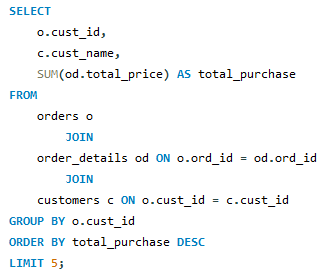 SELECT
    o.cust_id,
    c.cust_name,
    SUM(od.total_price) AS total_purchase
FROM
    orders o
        JOIN
    order_details od ON o.ord_id = od.ord_id
        JOIN
    customers c ON o.cust_id = c.cust_id
GROUP BY o.cust_id
ORDER BY total_purchase DESC
LIMIT 5;